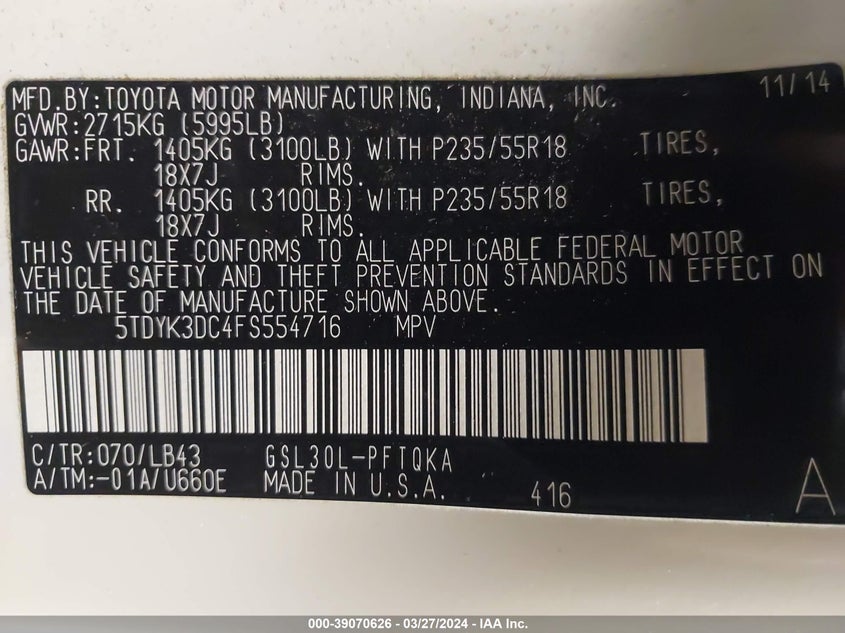 MFD.BY:TOYOTA MOTOR MANUFACTURING, INDIANA, INC. 11/14
GVWR:2715KG (5995LB)
GAWR:FRT. 1405KG (3100LB) WITH P235/55R18 TIRES,
18X7J RIMS.
RR. 1405KG (3100LB) WITH P235/55R18 TIRES,
18X7J RIMS.
THIS VEHICLE CONFORMS TO ALL APPLICABLE FEDERAL MOTOR
VEHICLE SAFETY AND THEFT PREVENTION STANDARDS IN EFFECT ON
THE DATE OF MANUFACTURE SHOWN ABOVE.
5TDYK3DC4FS554716 MPV
C/TR:070/LB43 GSL30L-PFTQKA
A/TM:-01A/U660E MADE IN U.S.A. 416 A
000-39070626 - 03/27/2024 - IAA Inc.